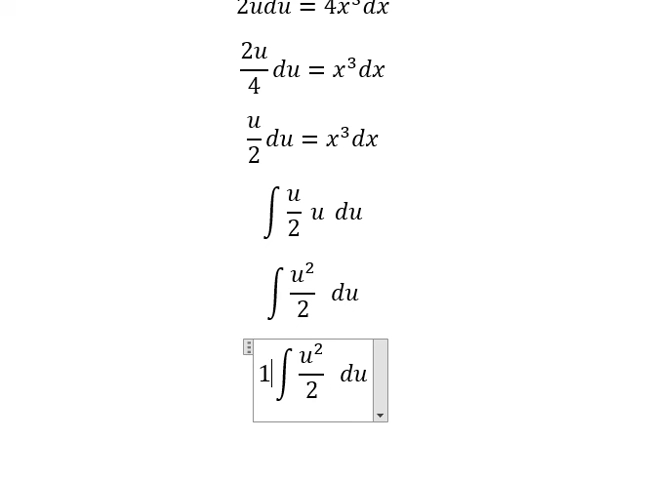 2udu = 4x³dx
2u/4 du = x³dx
u/2 du = x³dx
∫ u/2 u du
∫ u²/2 du
1∫ u²/2 du